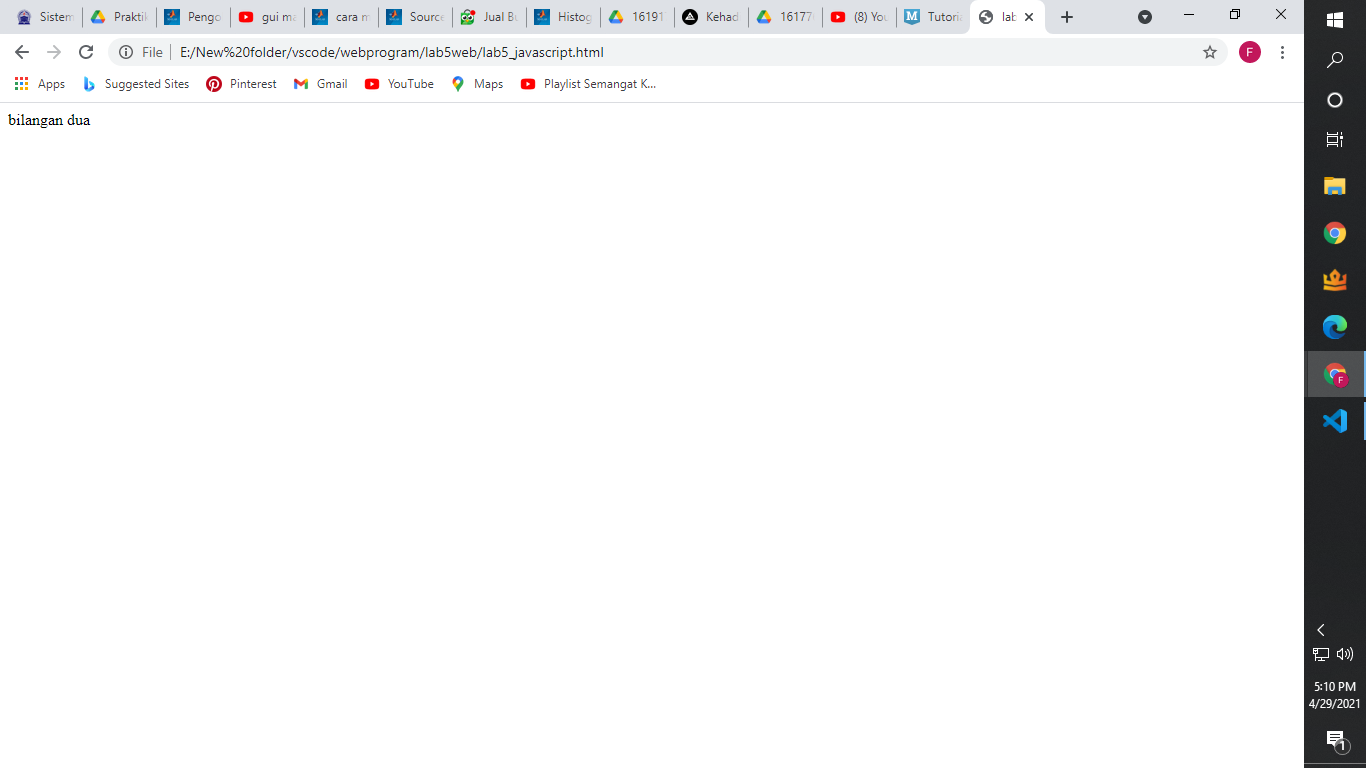 Sistem Praktik Pengo gui ma cara m Source Jual Bu Histog 16191 Kehad 16177 (8) You Tutoria lab
File E:/New%20folder/vscode/webprogram/lab5web/lab5_javascript.html F
Apps Suggested Sites Pinterest Gmail YouTube Maps Playlist Semangat K...
bilangan dua
F
5:10 PM
4/29/2021
1